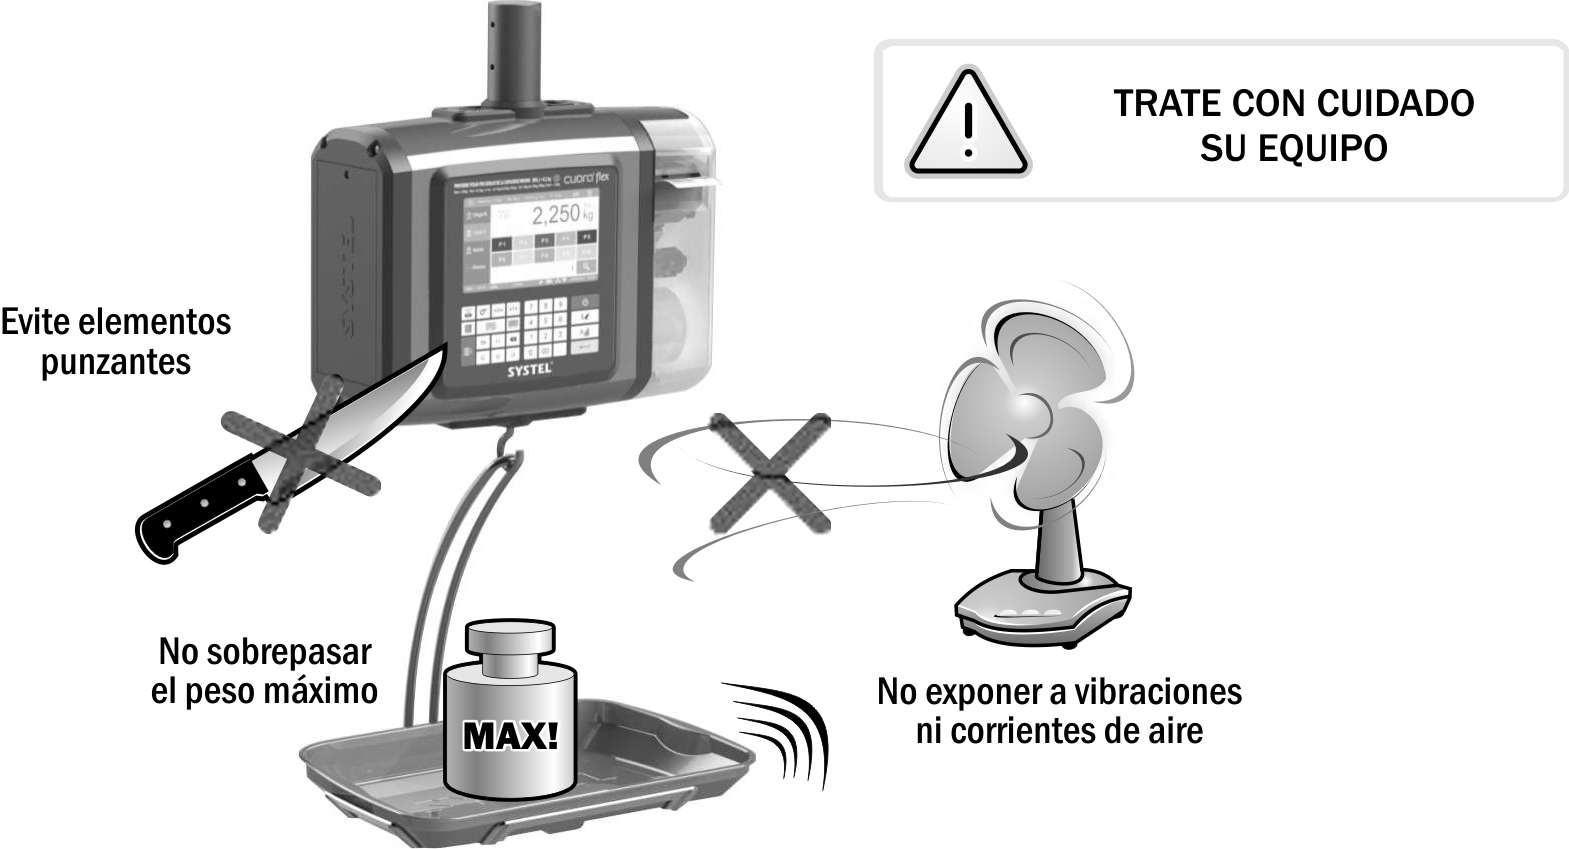 TRATE CON CUIDADO
SU EQUIPO
cuora flex
2,250 kg
SYSTEL
SYSTEL
Evite elementos
punzantes
No sobrepasar
el peso máximo
MAX!
No exponer a vibraciones
ni corrientes de aire